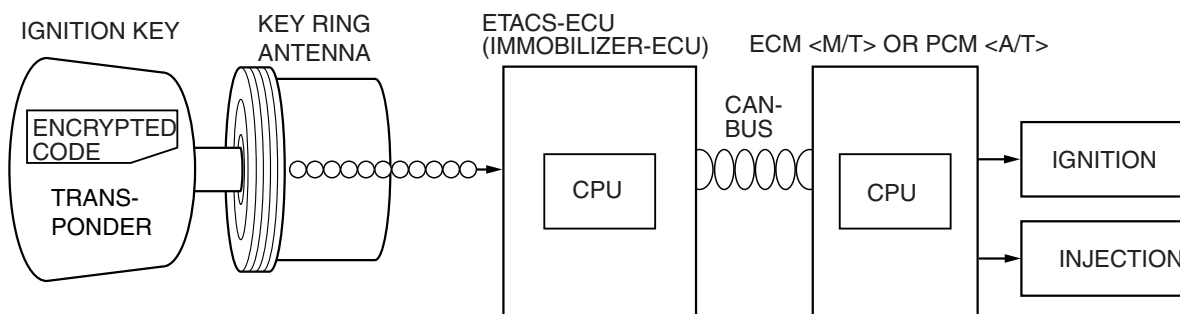 IGNITION KEY
KEY RING
ANTENNA
ETACS-ECU
(IMMOBILIZER-ECU)
ECM <M/T> OR PCM <A/T>
ENCRYPTED
CODE
TRANS-
PONDER
CPU
CAN-
BUS
CPU
IGNITION
INJECTION